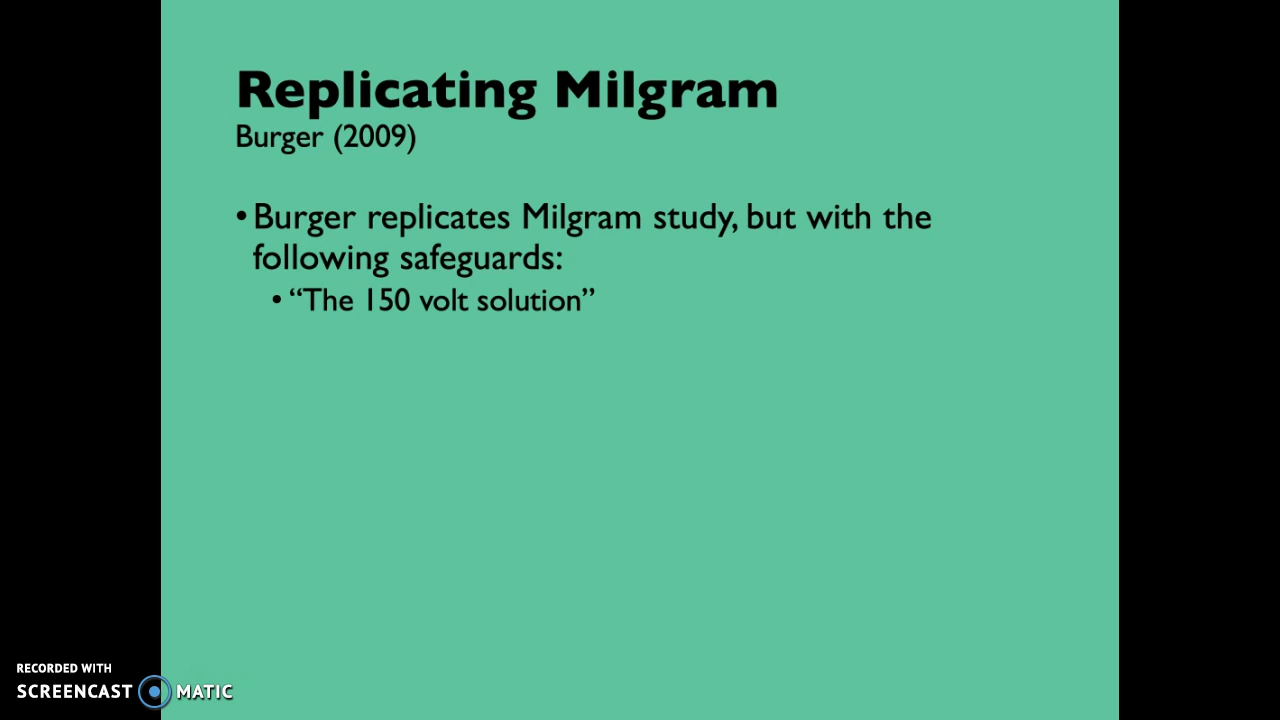 Replicating Milgram
Burger (2009)
• Burger replicates Milgram study, but with the
following safeguards:
• “The 150 volt solution”
RECORDED WITH
SCREENCAST MATIC